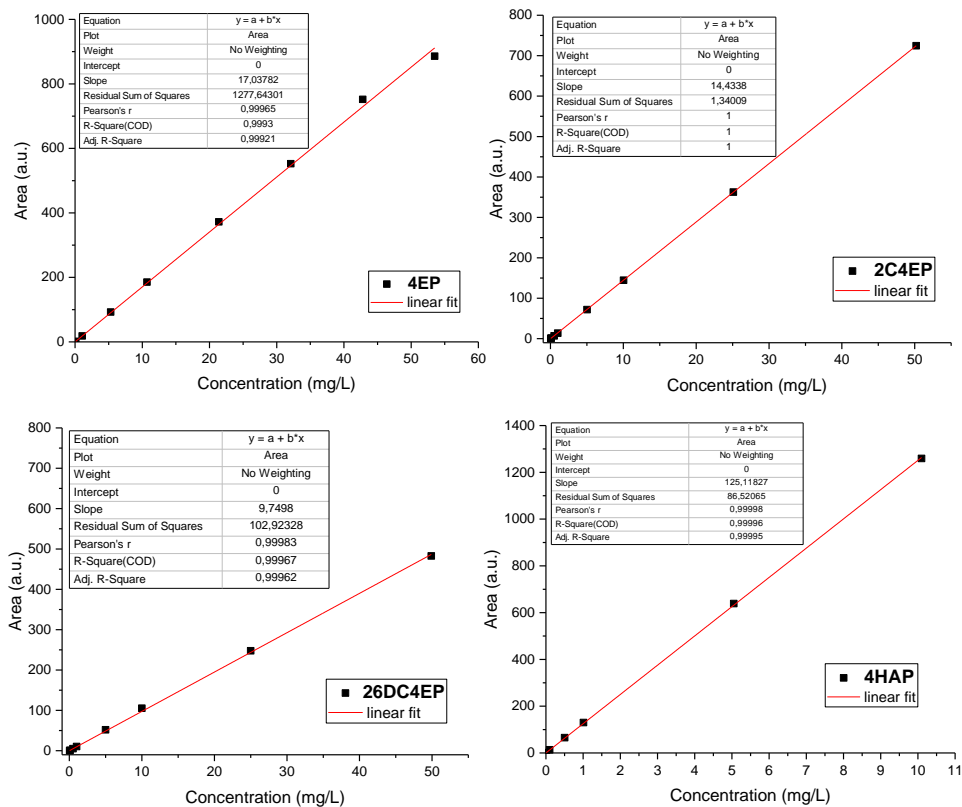 1000
800
600
400
200
0
Area (a.u.)
Equation y = a + b*x
Plot Area
Weight No Weighting
Intercept 0
Slope 17,03782
Residual Sum of Squares 1277,64301
Pearson's r 0,99965
R-Square(COD) 0,9993
Adj. R-Square 0,99921
4EP
linear fit
0 10 20 30 40 50 60
Concentration (mg/L)
800
700
600
500
400
300
200
100
0
Area (a.u.)
Equation y = a + b*x
Plot Area
Weight No Weighting
Intercept 0
Slope 14,4338
Residual Sum of Squares 1,34009
Pearson's r 1
R-Square(COD) 1
Adj. R-Square 1
2C4EP
linear fit
0 10 20 30 40 50
Concentration (mg/L)
800
700
600
500
400
300
200
100
0
Area (a.u.)
Equation y = a + b*x
Plot Area
Weight No Weighting
Intercept 0
Slope 9,7498
Residual Sum of Squares 102,92328
Pearson's r 0,99983
R-Square(COD) 0,99967
Adj. R-Square 0,99962
26DC4EP
linear fit
0 10 20 30 40 50
Concentration (mg/L)
1400
1200
1000
800
600
400
200
0
Area (a.u.)
Equation y = a + b*x
Plot Area
Weight No Weighting
Intercept 0
Slope 125,11827
Residual Sum of Squares 86,52065
Pearson's r 0,99998
R-Square(COD) 0,99996
Adj. R-Square 0,99995
4HAP
linear fit
0 1 2 3 4 5 6 7 8 9 10 11
Concentration (mg/L)